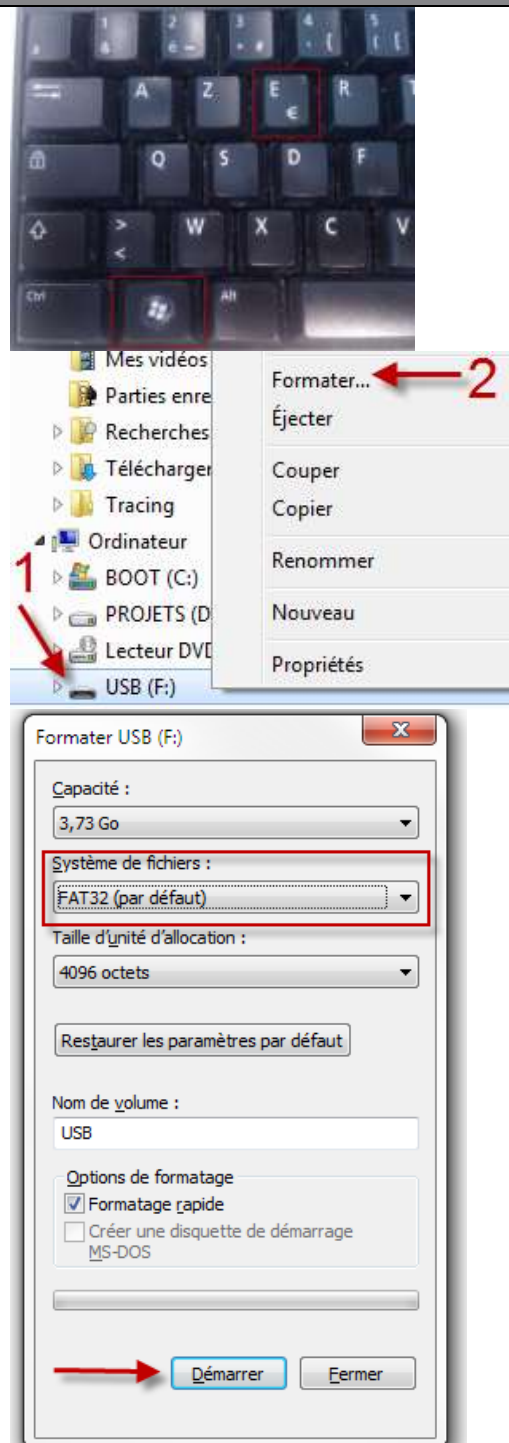 1 2 3 4 5
& é ~ " # ' { ( [
A Z E R T
€
Q S D F
> W X C V
<
Ctrl Alt
Mes vidéos
Parties enre
Recherches
Télécharger
Tracing
Ordinateur
BOOT (C:)
PROJETS (D
Lecteur DVD
USB (F:)
1
Formater... 2
Éjecter
Couper
Copier
Renommer
Nouveau
Propriétés
Formater USB (F:)
Capacité :
3,73 Go
Système de fichiers :
FAT32 (par défaut)
Taille d'unité d'allocation :
4096 octets
Restaurer les paramètres par défaut
Nom de volume :
USB
Options de formatage
Formatage rapide
Créer une disquette de démarrage
MS-DOS
Démarrer Fermer